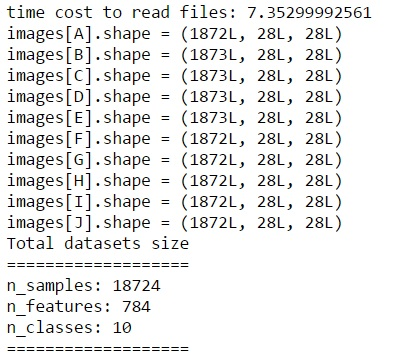 time cost to read files: 7.35299992561
images[A].shape = (1872L, 28L, 28L)
images[B].shape = (1873L, 28L, 28L)
images[C].shape = (1873L, 28L, 28L)
images[D].shape = (1873L, 28L, 28L)
images[E].shape = (1873L, 28L, 28L)
images[F].shape = (1872L, 28L, 28L)
images[G].shape = (1872L, 28L, 28L)
images[H].shape = (1872L, 28L, 28L)
images[I].shape = (1872L, 28L, 28L)
images[J].shape = (1872L, 28L, 28L)
Total datasets size
===================
n_samples: 18724
n_features: 784
n_classes: 10
===================